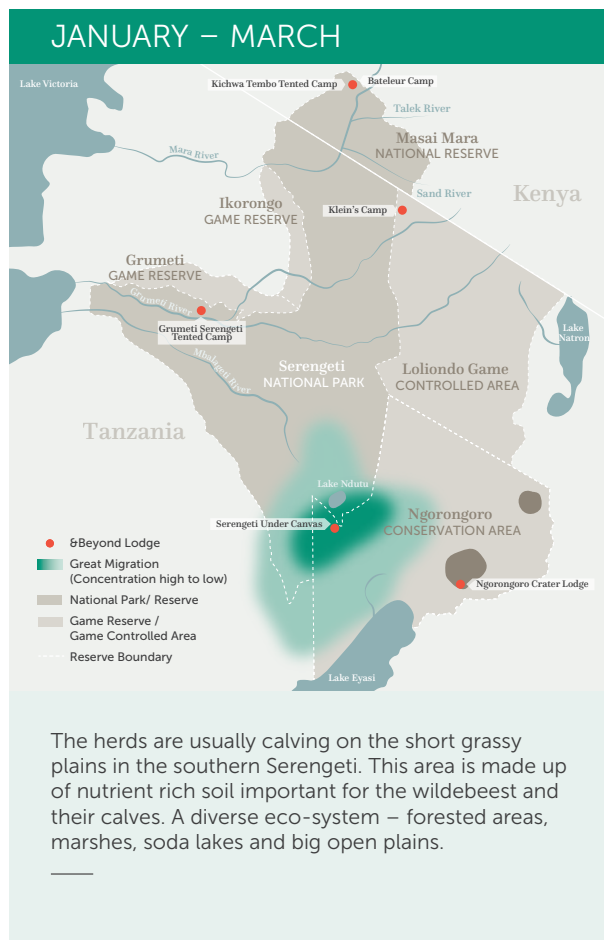 JANUARY – MARCH
Lake Victoria
Kichwa Tembo Tented Camp
Bateleur Camp
Talek River
Mara River
Masai Mara
NATIONAL RESERVE
Sand River
Kenya
Ikorongo
GAME RESERVE
Klein's Camp
Grumeti
GAME RESERVE
Grumeti River
Grumeti Serengeti
Tented Camp
Lake
Natron
Mbalageti River
Serengeti
NATIONAL PARK
Loliondo Game
CONTROLLED AREA
Tanzania
Lake Ndutu
Serengeti Under Canvas
Ngorongoro
CONSERVATION AREA
Ngorongoro Crater Lodge
Lake Eyasi
&Beyond Lodge
Great Migration
(Concentration high to low)
National Park/ Reserve
Game Reserve /
Game Controlled Area
Reserve Boundary
The herds are usually calving on the short grassy
plains in the southern Serengeti. This area is made up
of nutrient rich soil important for the wildebeest and
their calves. A diverse eco-system – forested areas,
marshes, soda lakes and big open plains.